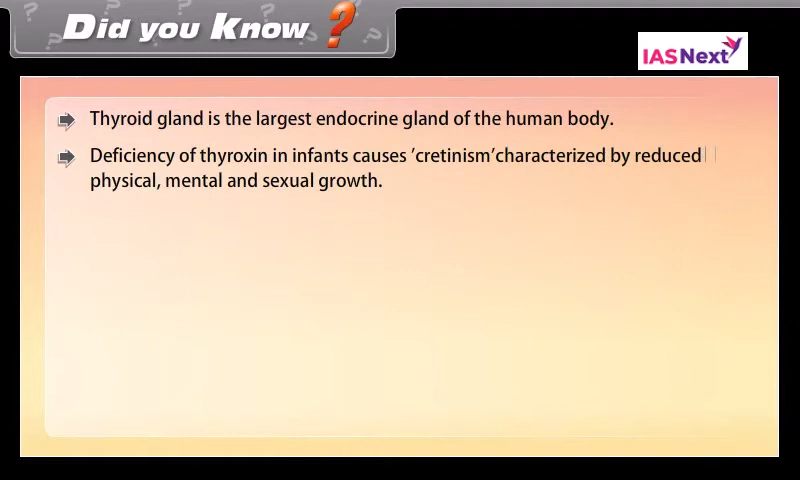 Did you Know ?
IASNext
Thyroid gland is the largest endocrine gland of the human body.
Deficiency of thyroxin in infants causes ‘cretinism’characterized by reduced
physical, mental and sexual growth.